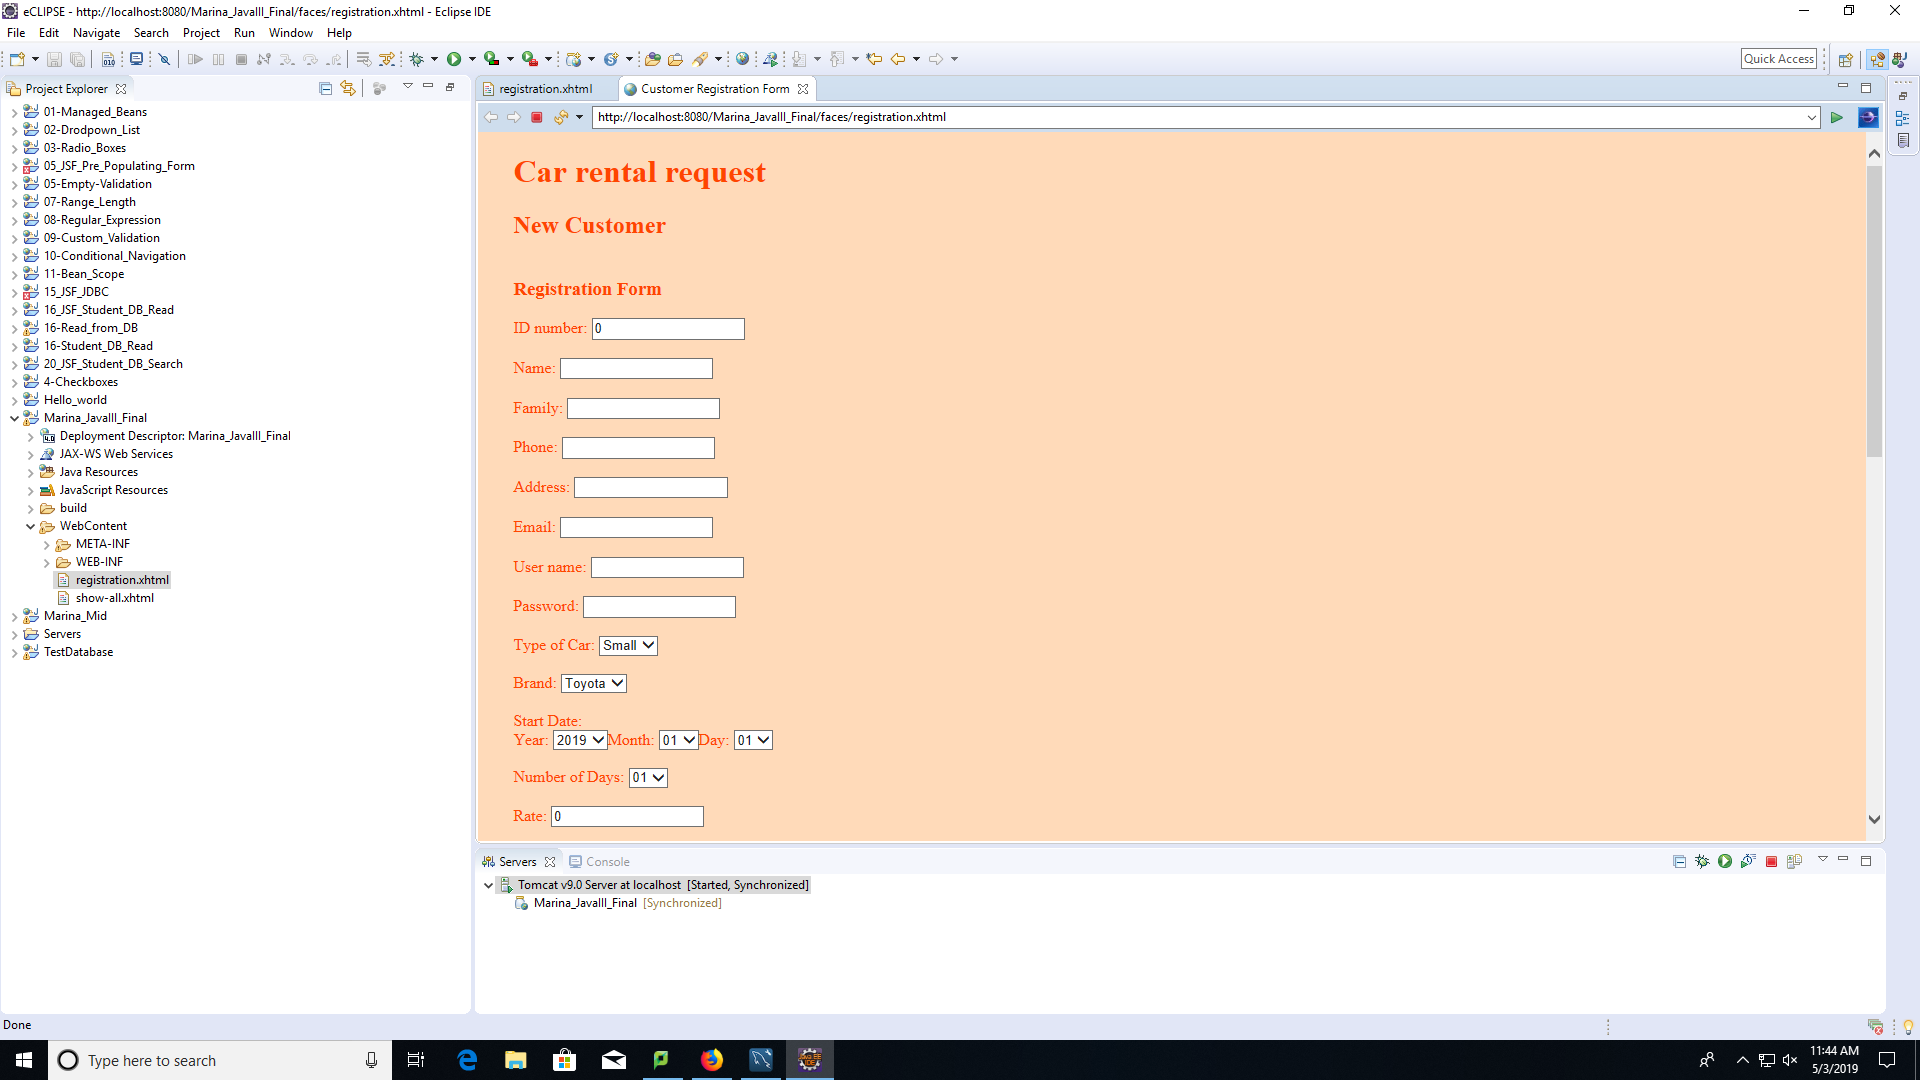 eCLIPSE - http://localhost:8080/Marina_JavaIII_Final/faces/registration.xhtml - Eclipse IDE
File Edit Navigate Search Project Run Window Help
Quick Access
Project Explorer
registration.xhtml
Customer Registration Form
http://localhost:8080/Marina_JavaIII_Final/faces/registration.xhtml
01-Managed_Beans
02-Drodpown_List
03-Radio_Boxes
05_JSF_Pre_Populating_Form
05-Empty-Validation
07-Range_Length
08-Regular_Expression
09-Custom_Validation
10-Conditional_Navigation
11-Bean_Scope
15_JSF_JDBC
16_JSF_Student_DB_Read
16-Read_from_DB
16-Student_DB_Read
20_JSF_Student_DB_Search
4-Checkboxes
Hello_world
Marina_JavaIII_Final
Deployment Descriptor: Marina_JavaIII_Final
JAX-WS Web Services
Java Resources
JavaScript Resources
build
WebContent
META-INF
WEB-INF
registration.xhtml
show-all.xhtml
Marina_Mid
Servers
TestDatabase
Car rental request
New Customer
Registration Form
ID number: 0
Name:
Family:
Phone:
Address:
Email:
User name:
Password:
Type of Car: Small
Brand: Toyota
Start Date:
Year: 2019 Month: 01 Day: 01
Number of Days: 01
Rate: 0
Servers
Console
Tomcat v9.0 Server at localhost [Started, Synchronized]
Marina_JavaIII_Final [Synchronized]
Done
Type here to search
11:44 AM
5/3/2019